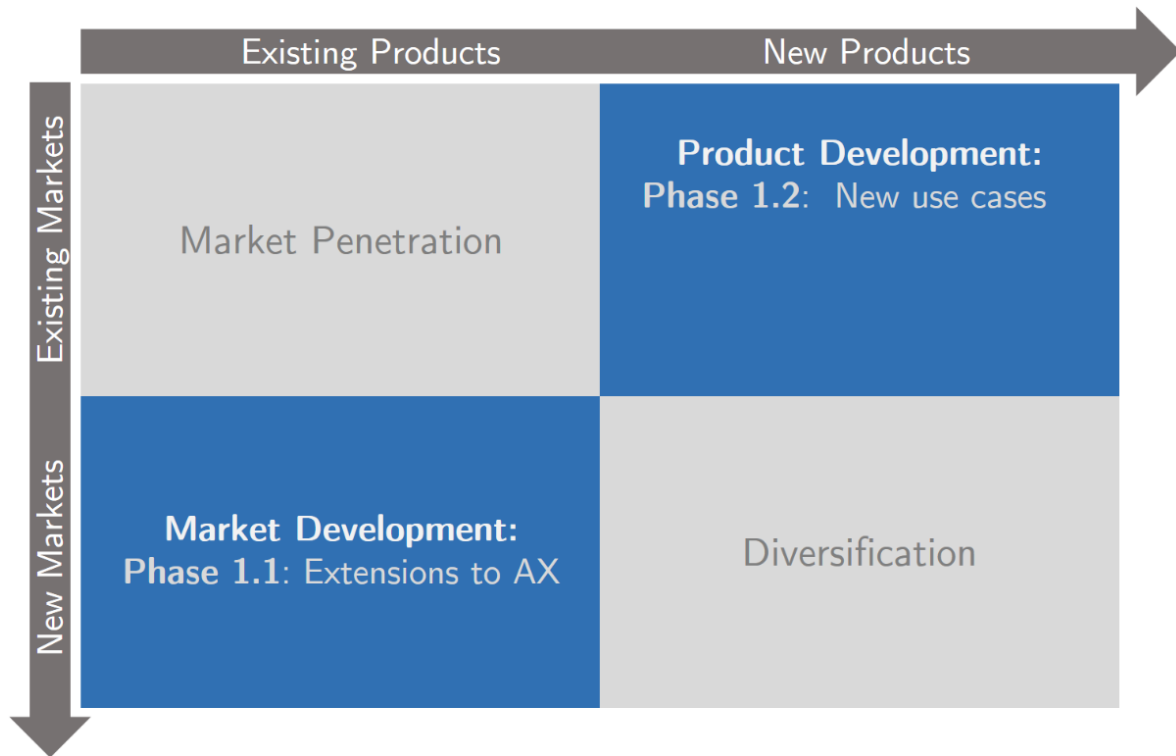 Existing Products
New Products
Existing Markets
Market Penetration
Product Development:
Phase 1.2: New use cases
New Markets
Market Development:
Phase 1.1: Extensions to AX
Diversification